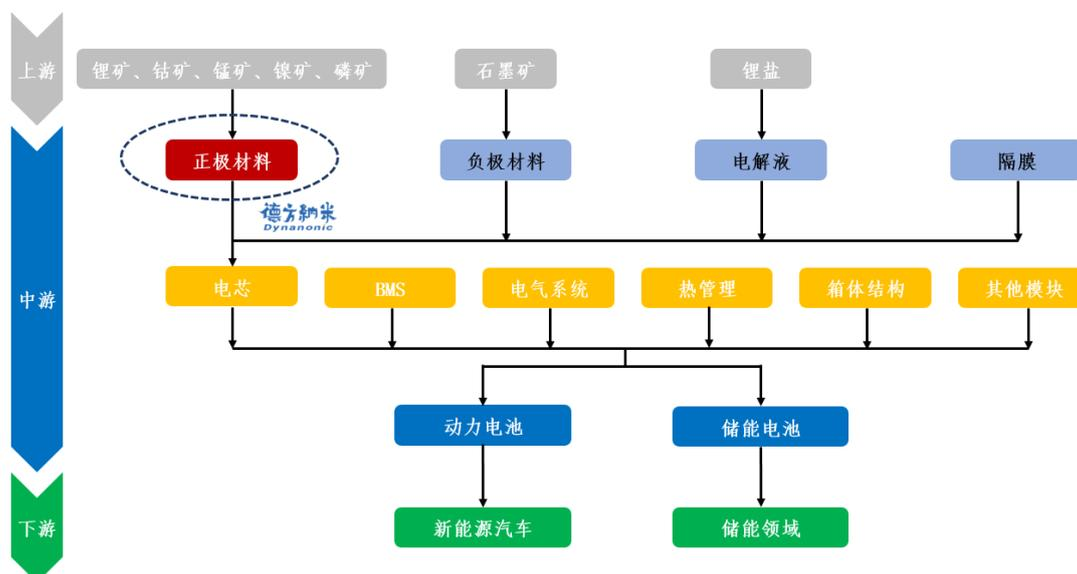 上游
锂矿、钴矿、锰矿、镍矿、磷矿
石墨矿
锂盐
正极材料
负极材料
电解液
隔膜
德方纳米
Dynanonic
中游
电芯
BMS
电气系统
热管理
箱体结构
其他模块
动力电池
储能电池
下游
新能源汽车
储能领域